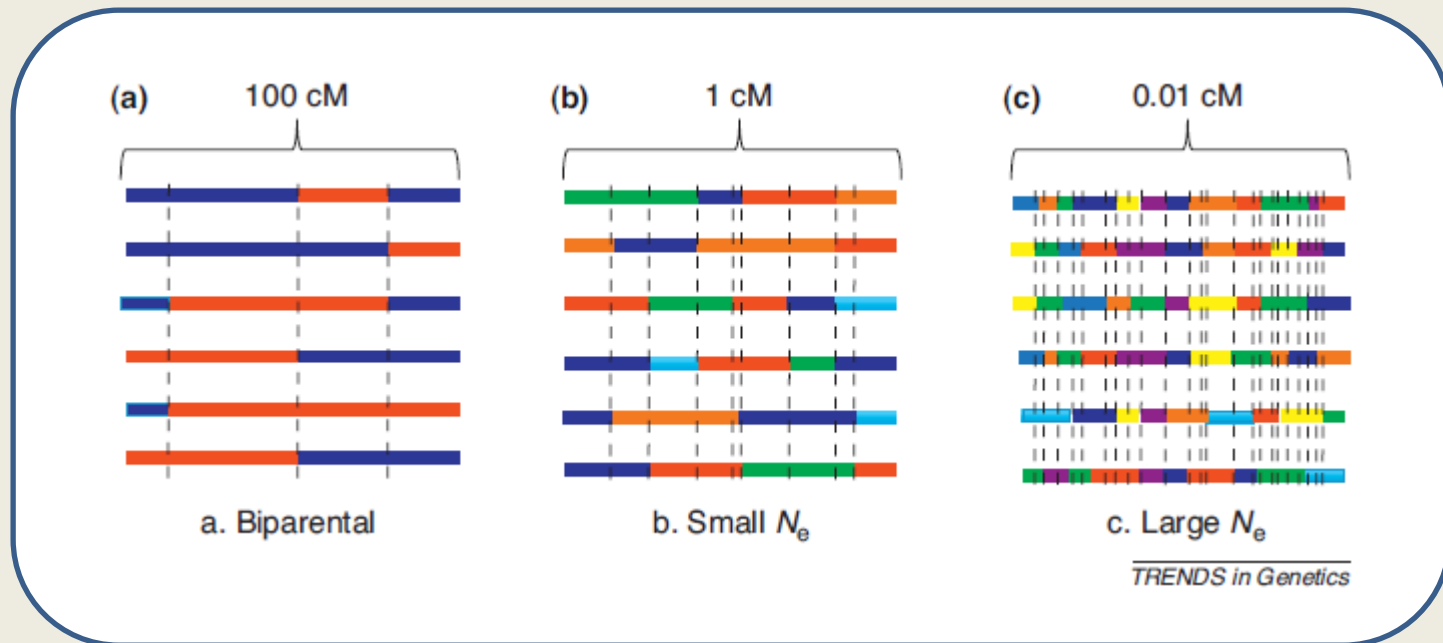 (a) 100 cM
(b) 1 cM
(c) 0.01 cM
a. Biparental
b. Small Ne
c. Large Ne
TRENDS in Genetics